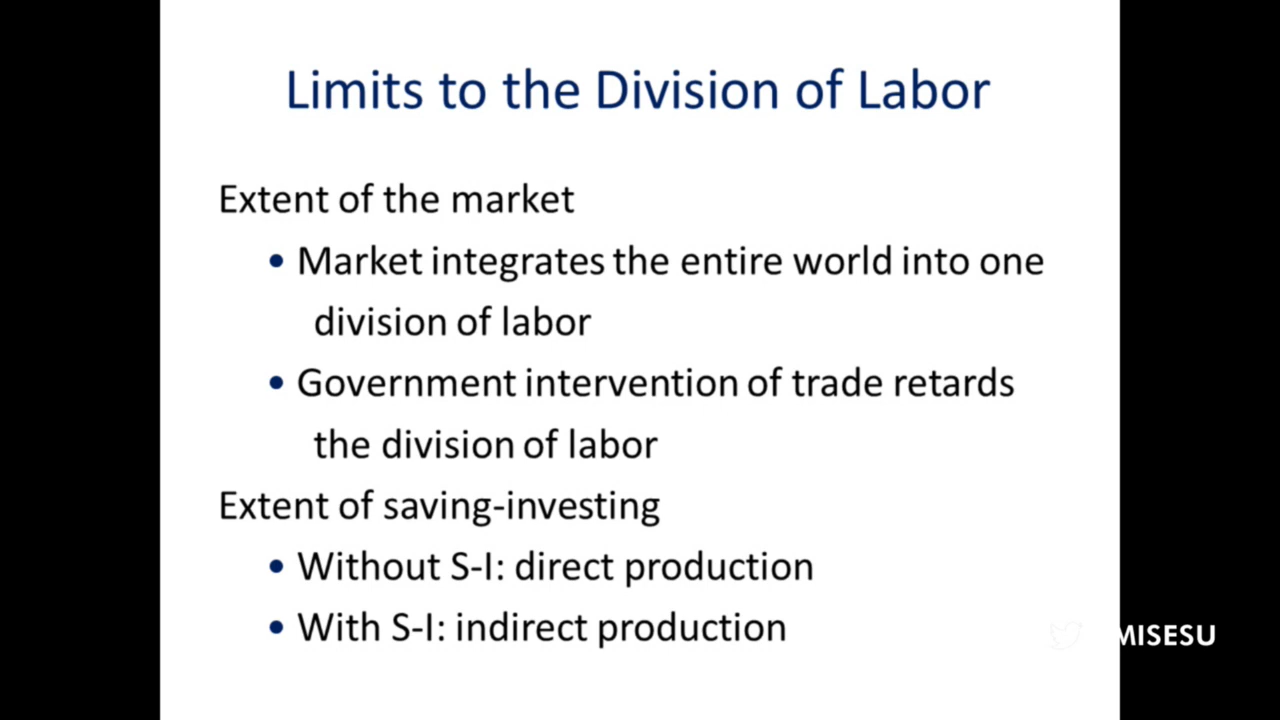 Limits to the Division of Labor
Extent of the market
• Market integrates the entire world into one
division of labor
• Government intervention of trade retards
the division of labor
Extent of saving-investing
• Without S-I: direct production
• With S-I: indirect production
MISESU